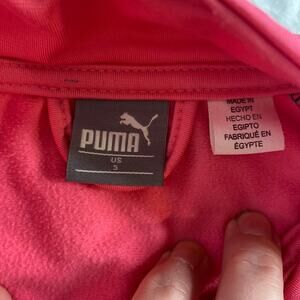 PUMA
US
S
MADE IN
EGYPT
HECHO EN
EGIPTO
FABRIQUÉ EN
ÉGYPTE